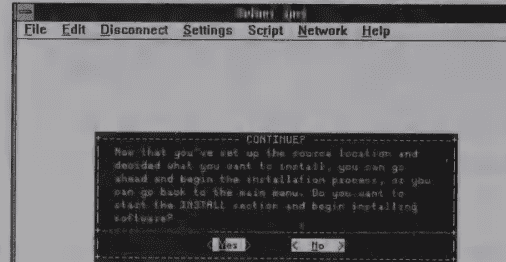 File Edit Disconnect Settings Script Network Help
CONTINUE?
Now that you've set up the source location and
decided what you want to install, you can go
ahead and begin the installation process, or you
can go back to the main menu. Do you want to
start the INSTALL section and begin installing
software?
< Yes > < No >